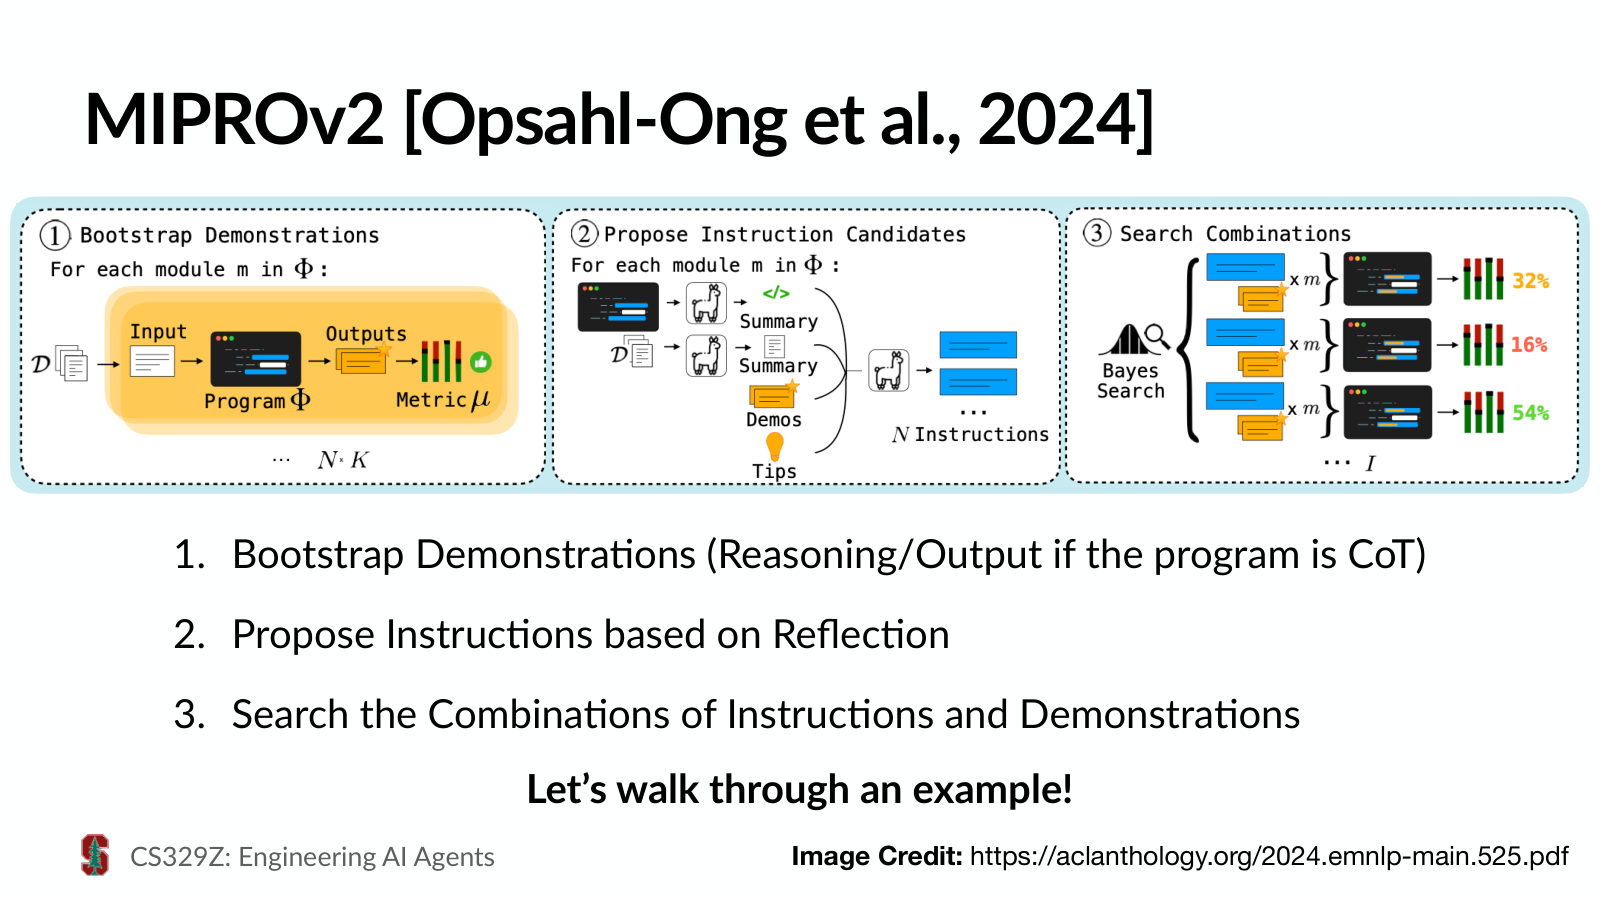 MIPROv2 [Opsahl-Ong et al., 2024]
① Bootstrap Demonstrations
For each module m in Φ:
𝒟
Input
Outputs
Program Φ
Metric μ
... N × K
② Propose Instruction Candidates
For each module m in Φ :
</>
Summary
𝒟
Summary
Demos
Tips
...
N Instructions
③ Search Combinations
Bayes
Search
x m
32%
x m
16%
x m
54%
... I
1. Bootstrap Demonstrations (Reasoning/Output if the program is CoT)
2. Propose Instructions based on Reflection
3. Search the Combinations of Instructions and Demonstrations
Let's walk through an example!
S
CS329Z: Engineering AI Agents
Image Credit: https://aclanthology.org/2024.emnlp-main.525.pdf